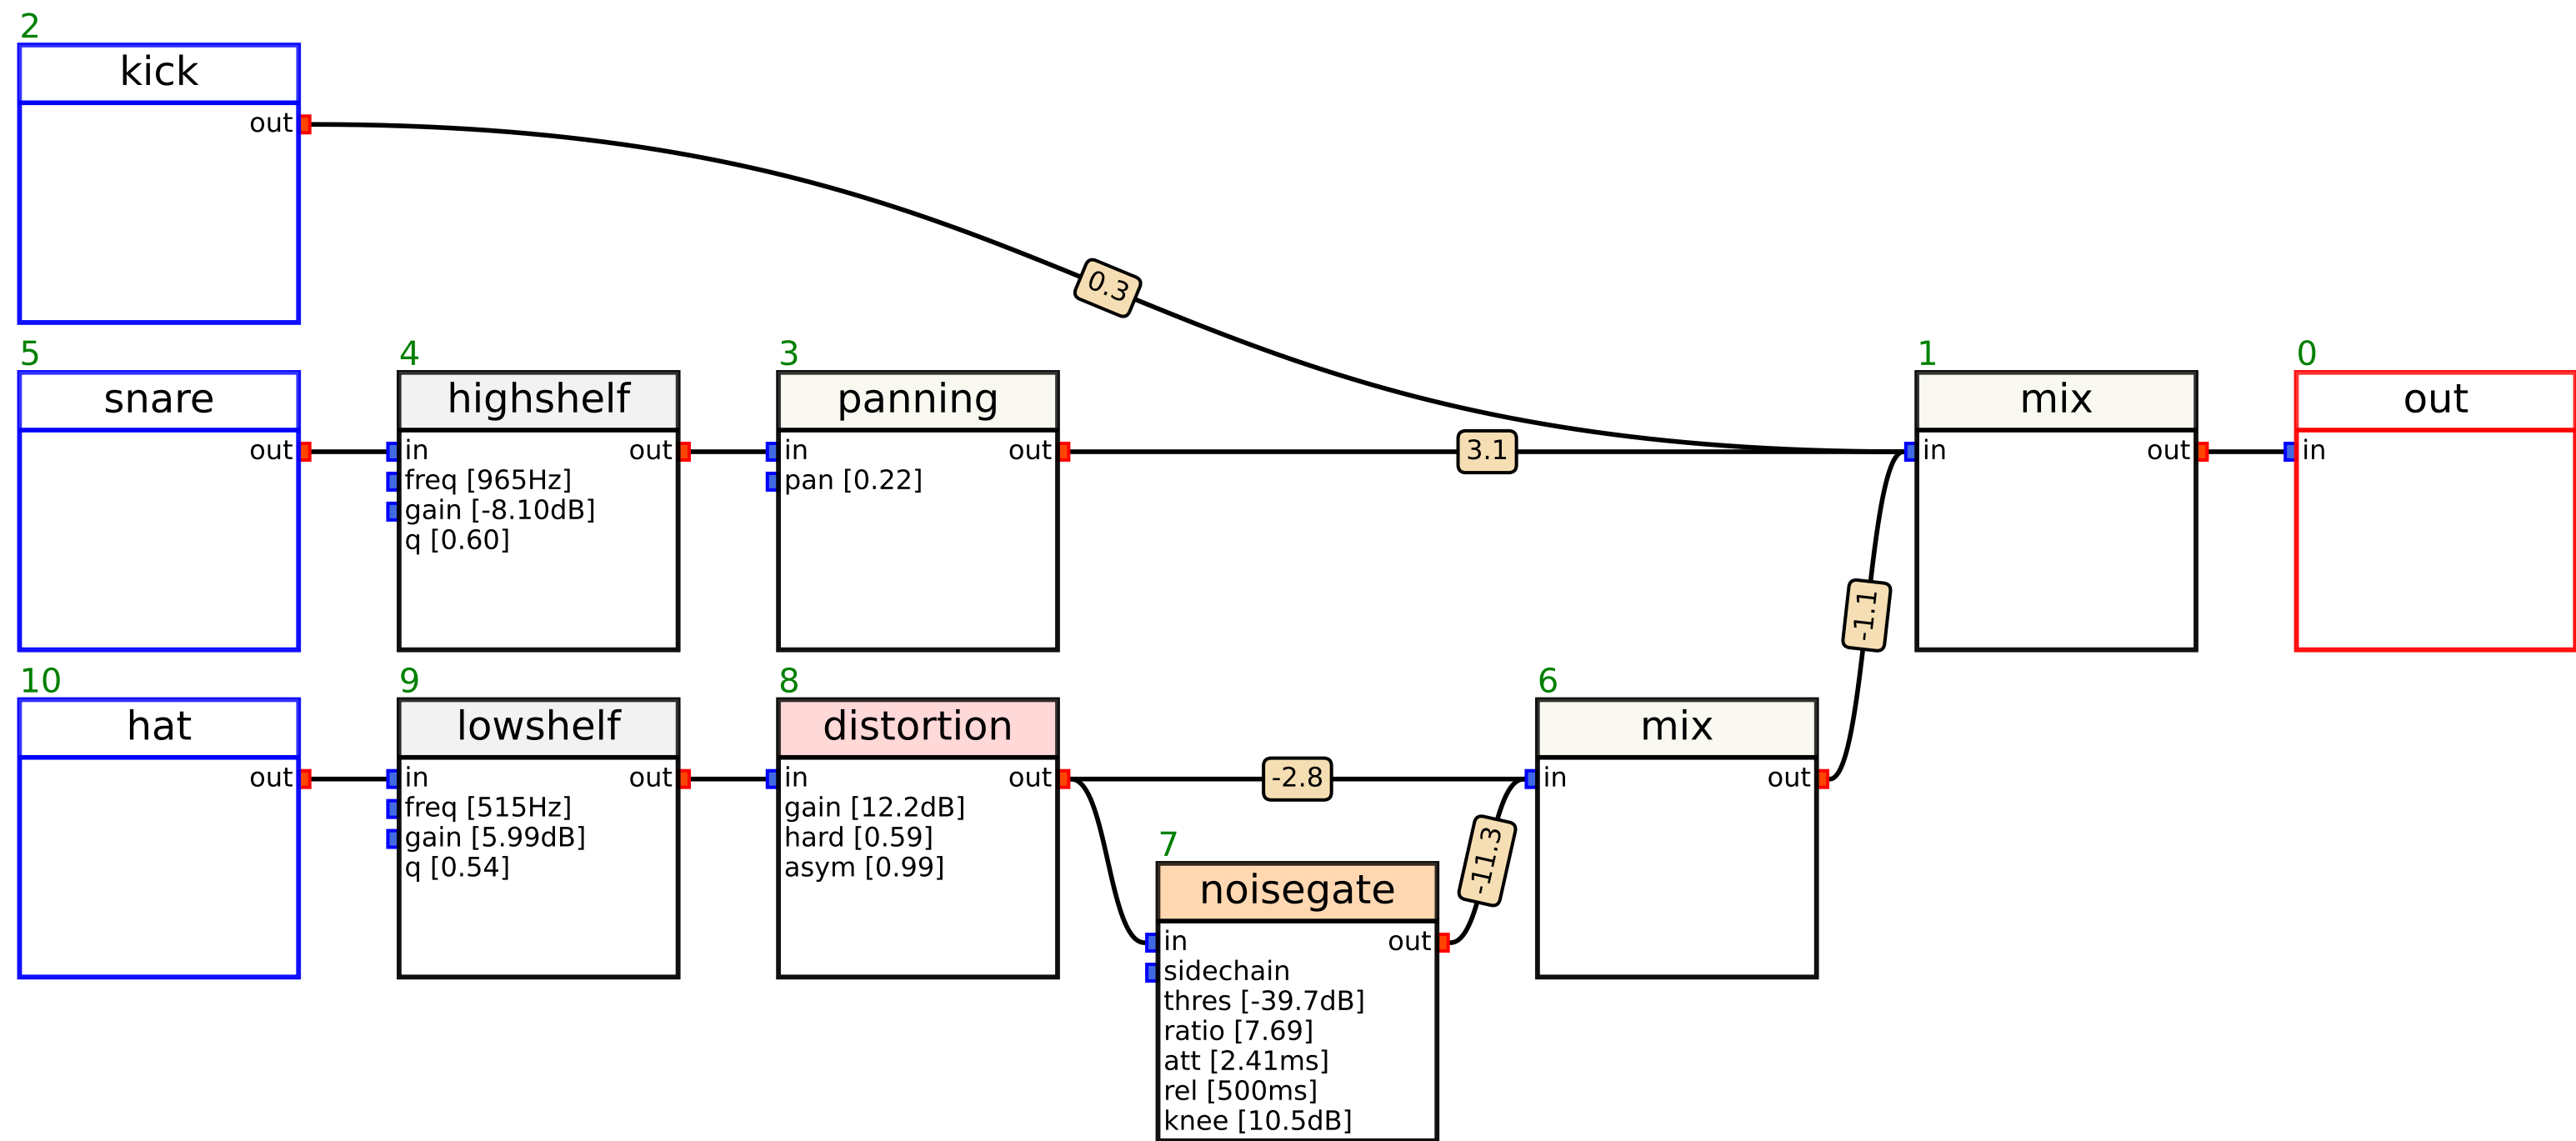 2
kick
out
0.3
5
snare
out
4
highshelf
in out
freq [965Hz]
gain [-8.10dB]
q [0.60]
3
panning
in out
pan [0.22]
3.1
1
mix
in out
0
out
in
-1.1
10
hat
out
9
lowshelf
in out
freq [515Hz]
gain [5.99dB]
q [0.54]
8
distortion
in out
gain [12.2dB]
hard [0.59]
asym [0.99]
-2.8
7
noisegate
in out
sidechain
thres [-39.7dB]
ratio [7.69]
att [2.41ms]
rel [500ms]
knee [10.5dB]
-11.3
6
mix
in out